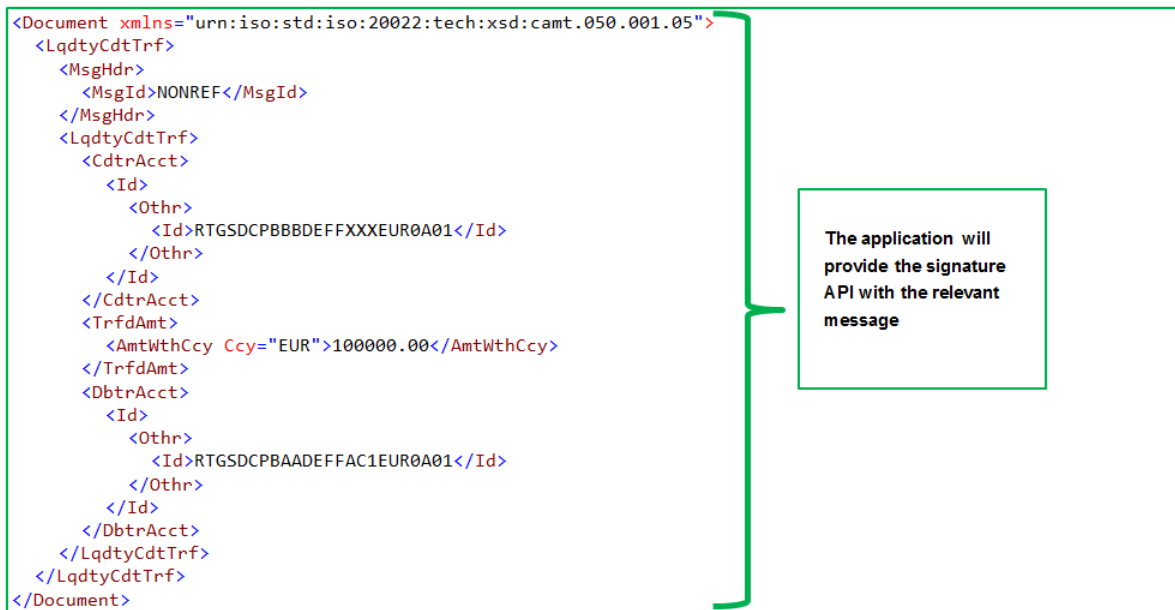 <Document xmlns="urn:iso:std:iso:20022:tech:xsd:camt.050.001.05">
<LqdtyCdtTrf>
<MsgHdr>
<MsgId>NONREF</MsgId>
</MsgHdr>
<LqdtyCdtTrf>
<CdtrAcct>
<Id>
<Othr>
<Id>RTGSDCPBBBDEFFXXXEUR0A01</Id>
</Othr>
</Id>
</CdtrAcct>
<TrfdAmt>
<AmtWthCcy Ccy="EUR">100000.00</AmtWthCcy>
</TrfdAmt>
<DbtrAcct>
<Id>
<Othr>
<Id>RTGSDCPBAADEFFAC1EUR0A01</Id>
</Othr>
</Id>
</DbtrAcct>
</LqdtyCdtTrf>
</LqdtyCdtTrf>
</Document>
The application will
provide the signature
API with the relevant
message